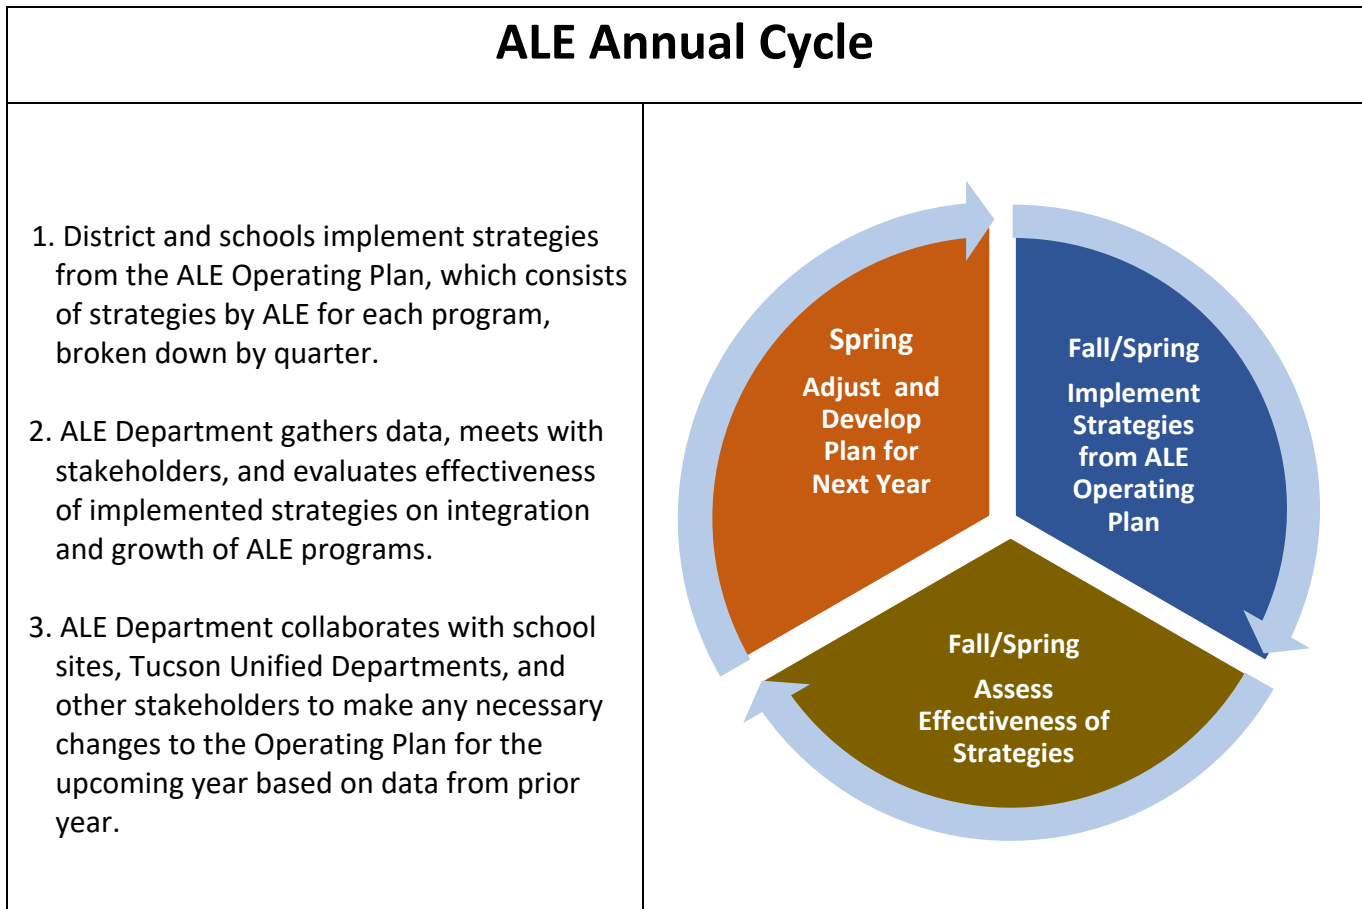 ALE Annual Cycle
1. District and schools implement strategies
from the ALE Operating Plan, which consists
of strategies by ALE for each program,
broken down by quarter.
2. ALE Department gathers data, meets with
stakeholders, and evaluates effectiveness
of implemented strategies on integration
and growth of ALE programs.
3. ALE Department collaborates with school
sites, Tucson Unified Departments, and
other stakeholders to make any necessary
changes to the Operating Plan for the
upcoming year based on data from prior
year.
Spring
Adjust and
Develop
Plan for
Next Year
Fall/Spring
Implement
Strategies
from ALE
Operating
Plan
Fall/Spring
Assess
Effectiveness of
Strategies